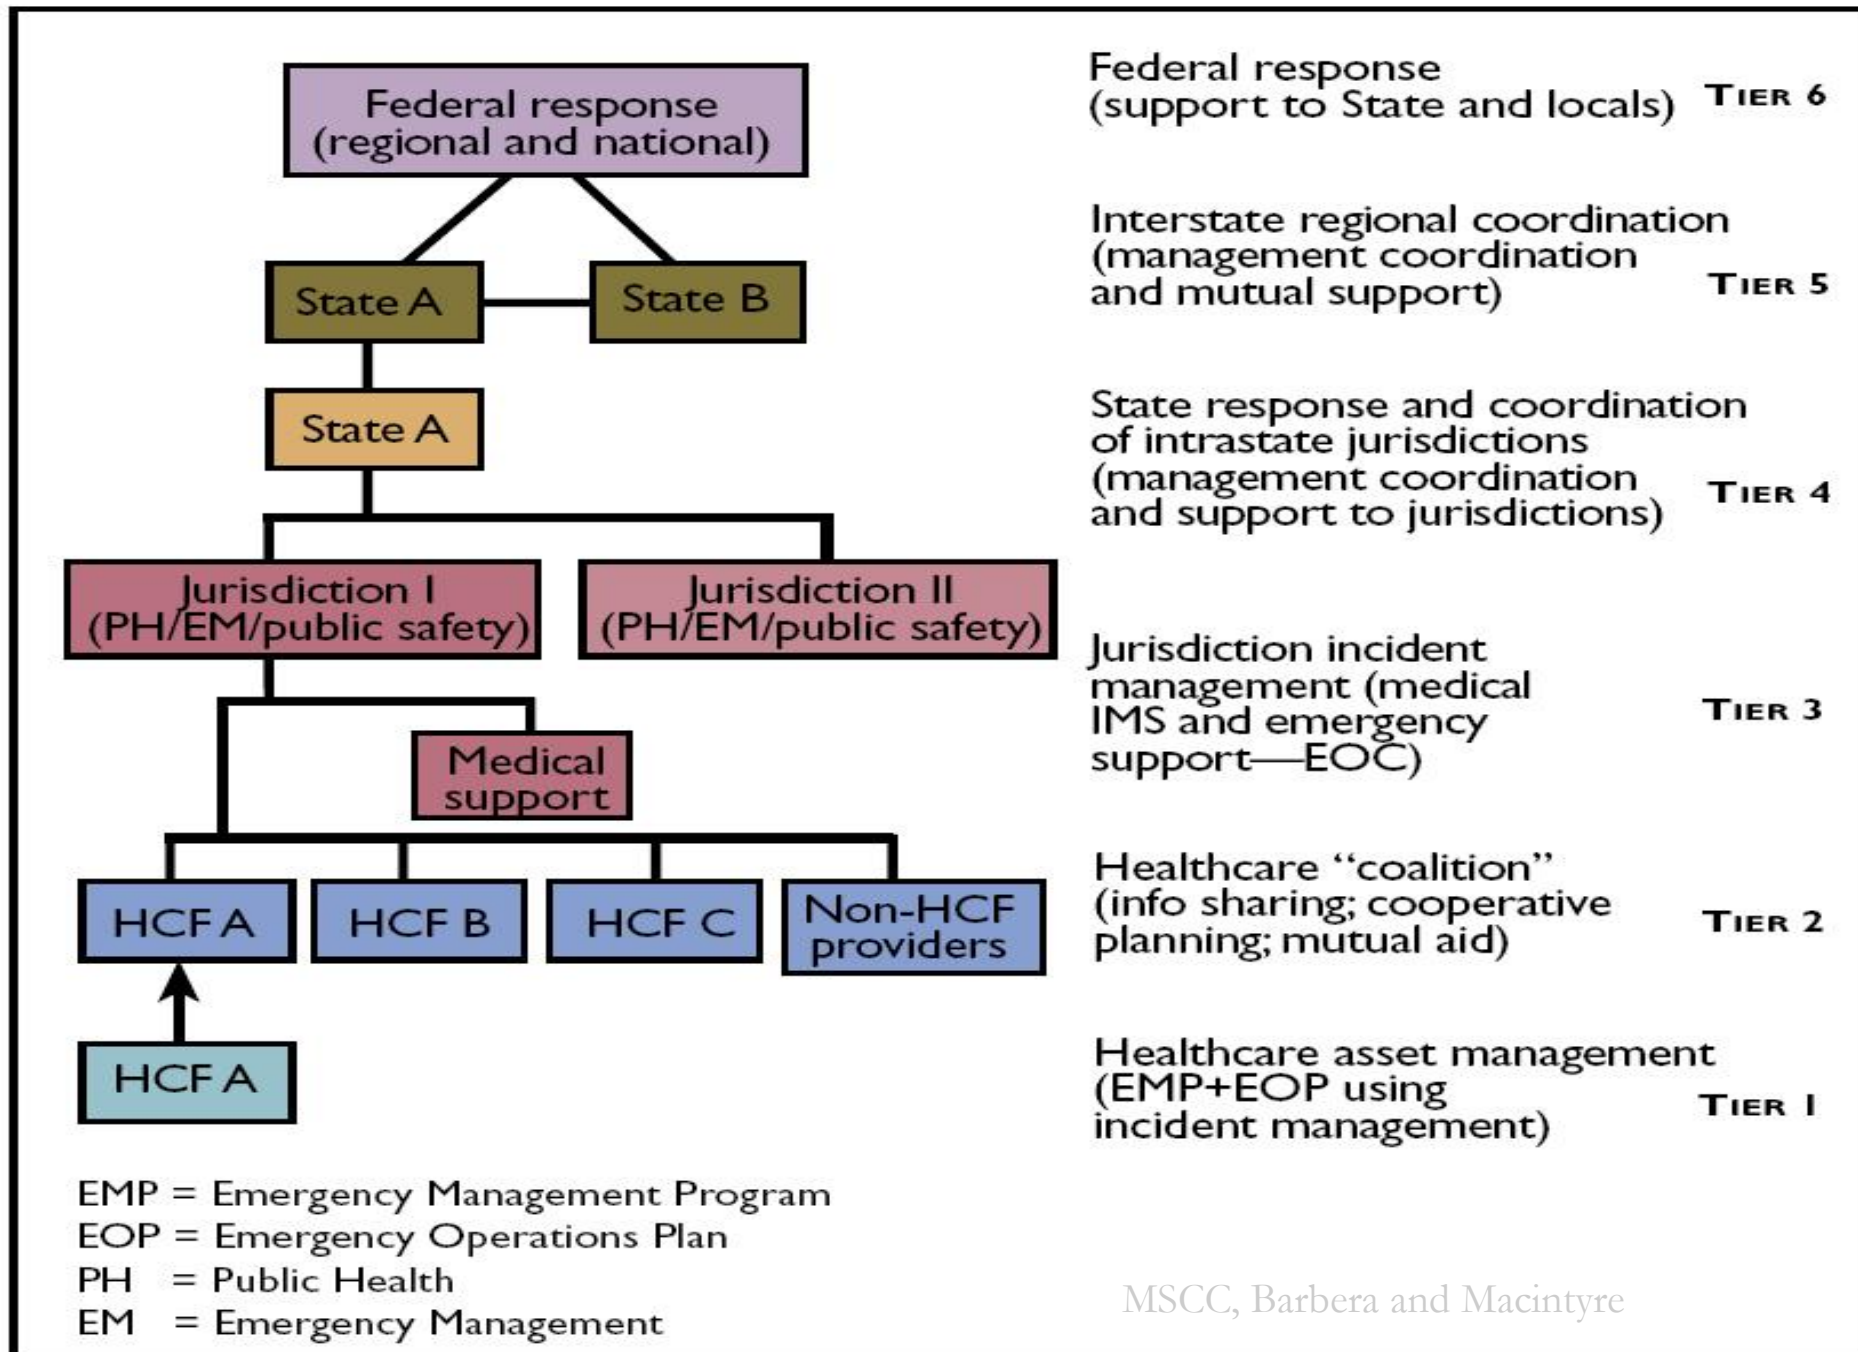 Federal response
(regional and national)
Federal response
(support to State and locals)
TIER 6
State A
State B
Interstate regional coordination
(management coordination
and mutual support)
TIER 5
State A
State response and coordination
of intrastate jurisdictions
(management coordination
and support to jurisdictions)
TIER 4
Jurisdiction I
(PH/EM/public safety)
Jurisdiction II
(PH/EM/public safety)
Medical
support
Jurisdiction incident
management (medical
IMS and emergency
support—EOC)
TIER 3
HCF A
HCF B
HCF C
Non-HCF
providers
Healthcare “coalition”
(info sharing; cooperative
planning; mutual aid)
TIER 2
HCF A
Healthcare asset management
(EMP+EOP using
incident management)
TIER 1
EMP = Emergency Management Program
EOP = Emergency Operations Plan
PH = Public Health
EM = Emergency Management
MSCC, Barbera and Macintyre